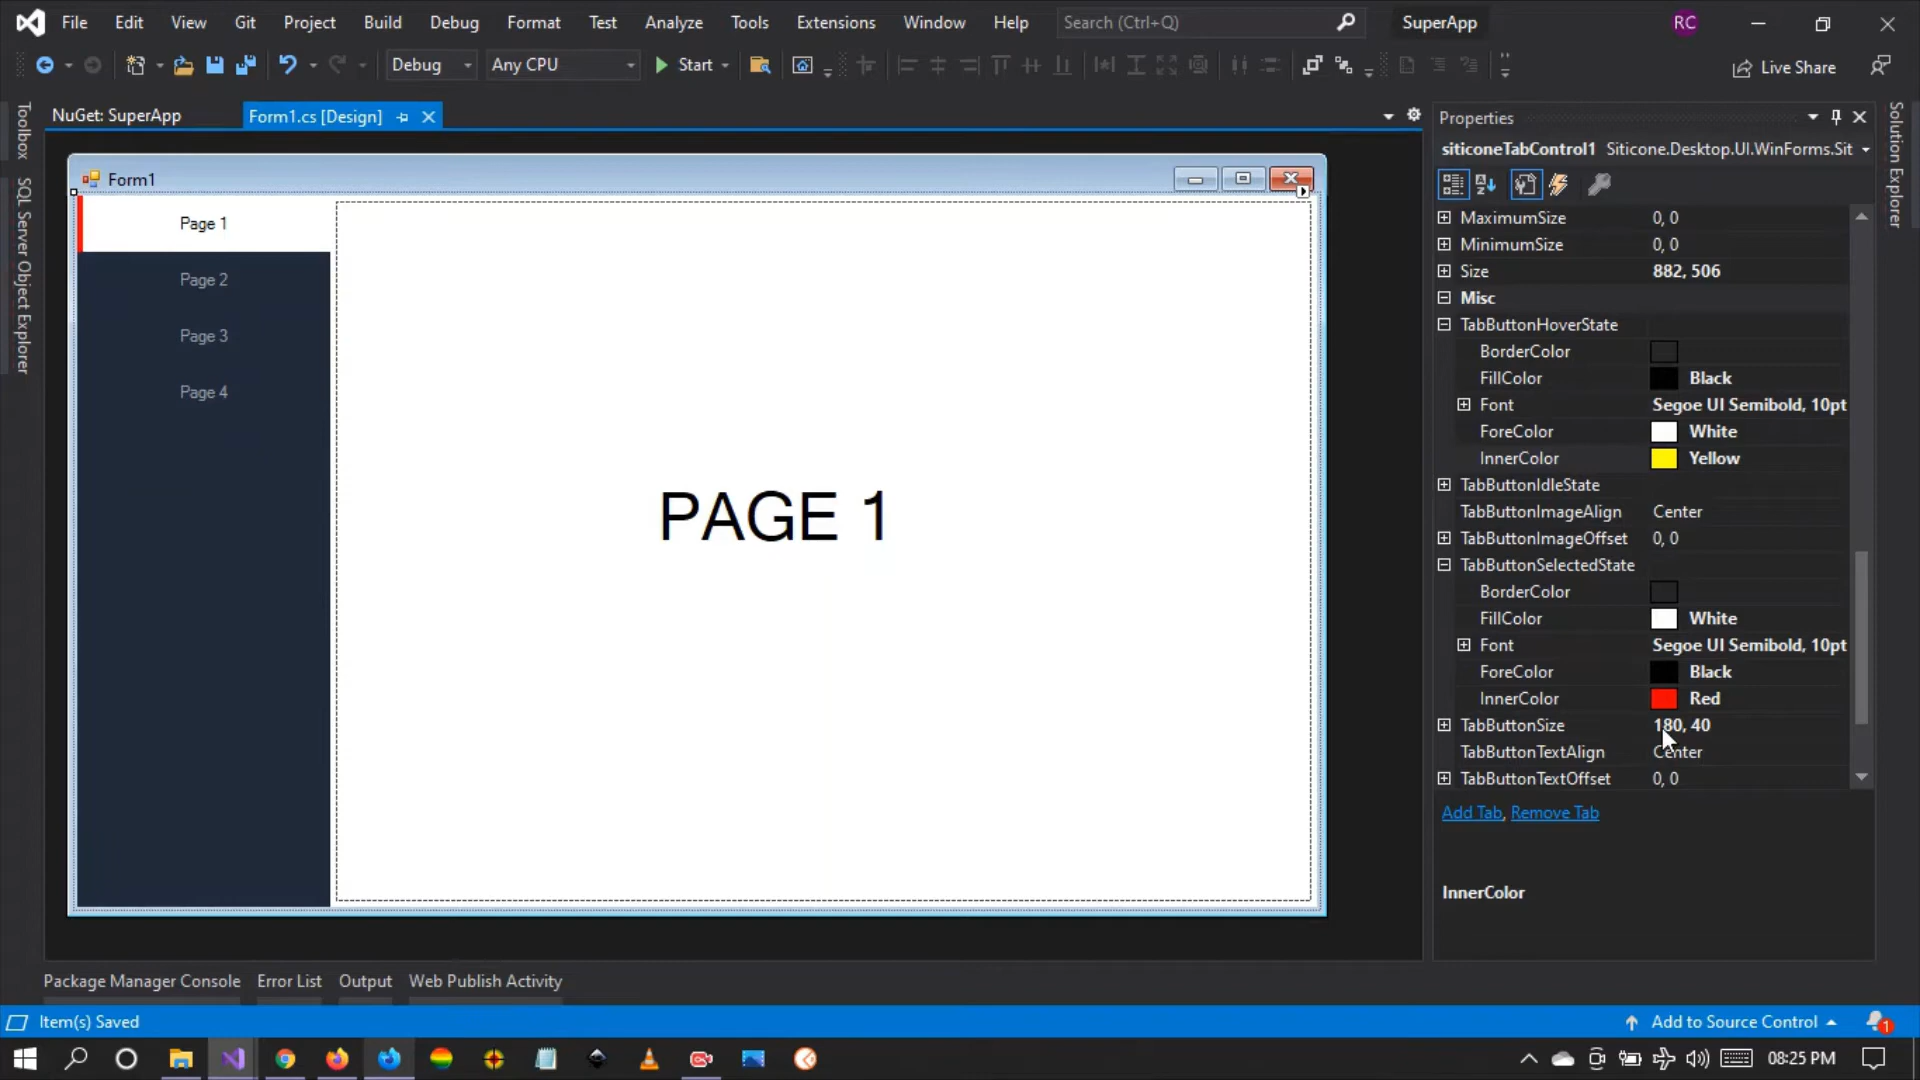 File Edit View Git Project Build Debug Format Test Analyze Tools Extensions Window Help Search (Ctrl+Q) SuperApp RC
Debug Any CPU Start Live Share
Toolbox
SQL Server Object Explorer
NuGet: SuperApp Form1.cs [Design]
Form1
Page 1
Page 2
Page 3
Page 4
PAGE 1
Properties
siticoneTabControl1 Siticone.Desktop.UI.WinForms.Sit
MaximumSize 0, 0
MinimumSize 0, 0
Size 882, 506
Misc
TabButtonHoverState
BorderColor
FillColor Black
Font Segoe UI Semibold, 10pt
ForeColor White
InnerColor Yellow
TabButtonIdleState
TabButtonImageAlign Center
TabButtonImageOffset 0, 0
TabButtonSelectedState
BorderColor
FillColor White
Font Segoe UI Semibold, 10pt
ForeColor Black
InnerColor Red
TabButtonSize 180, 40
TabButtonTextAlign Center
TabButtonTextOffset 0, 0
Add Tab, Remove Tab
InnerColor
Solution Explorer
Package Manager Console Error List Output Web Publish Activity
Item(s) Saved Add to Source Control 1
08:25 PM